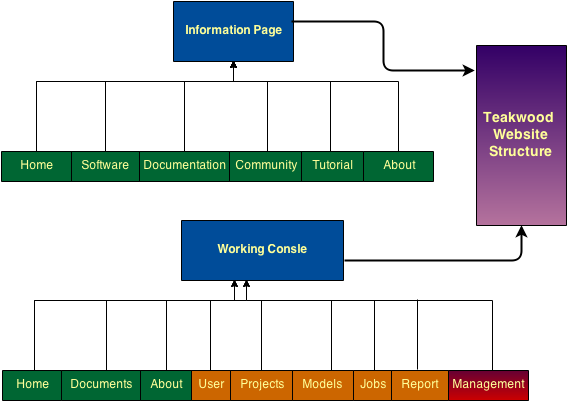 Information Page
Teakwood
Website
Structure
Home
Software
Documentation
Community
Tutorial
About
Working Consle
Home
Documents
About
User
Projects
Models
Jobs
Report
Management